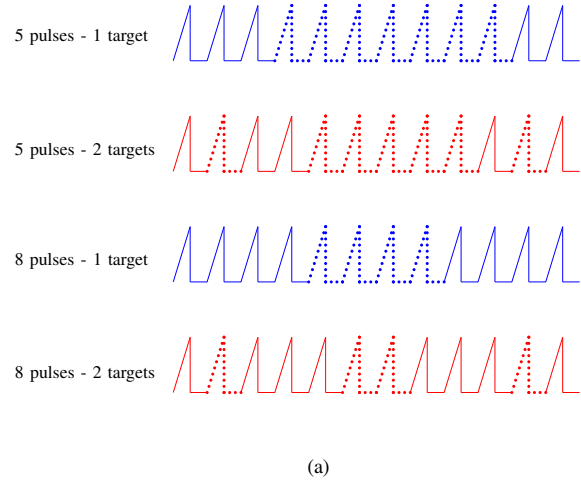 5 pulses - 1 target
5 pulses - 2 targets
8 pulses - 1 target
8 pulses - 2 targets
(a)